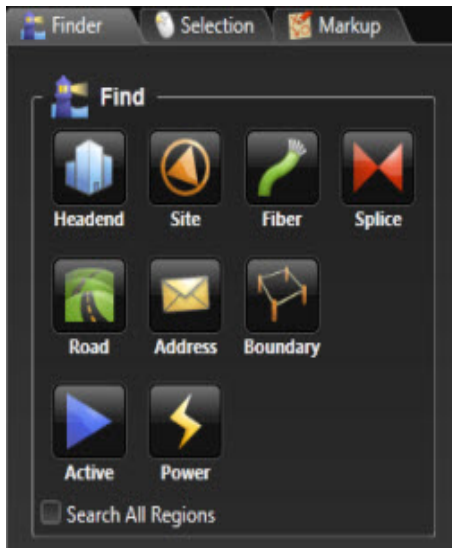 Finder Selection Markup
Find
Headend Site Fiber Splice
Road Address Boundary
Active Power
Search All Regions